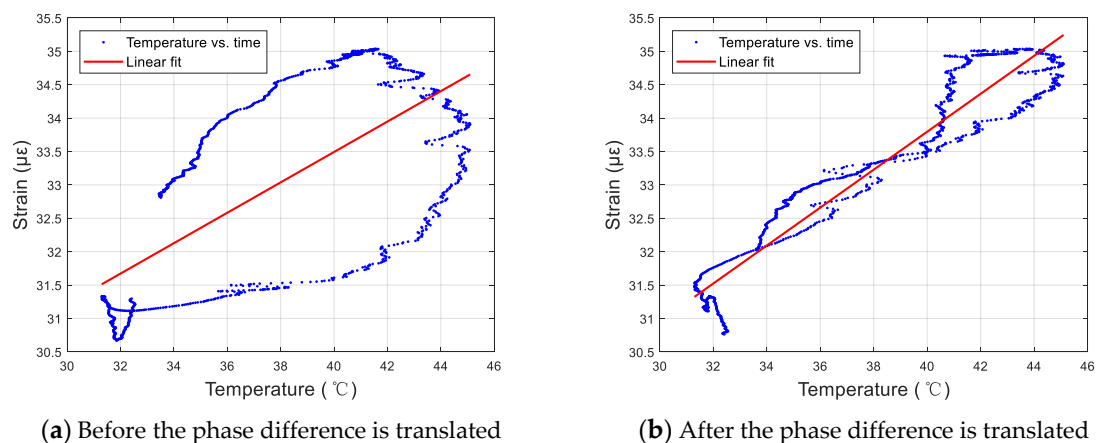 35.5
35
34.5
34
33.5
33
32.5
32
31.5
31
30.5
30 32 34 36 38 40 42 44 46
Strain (με)
Temperature ( ℃)
Temperature vs. time
Linear fit
(a) Before the phase difference is translated
35.5
35
34.5
34
33.5
33
32.5
32
31.5
31
30.5
30 32 34 36 38 40 42 44 46
Strain (με)
Temperature ( ℃)
Temperature vs. time
Linear fit
(b) After the phase difference is translated